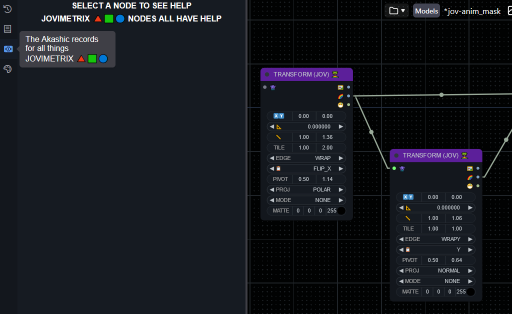 SELECT A NODE TO SEE HELP
JOVIMETRIX 🔺🟩🔵 NODES ALL HAVE HELP
The Akashic records
for all things
JOVIMETRIX 🔺🟩🔵
Models
*jov-anim_mask
TRANSFORM (JOV)
X Y 0.00 0.00
0.000000
1.00 1.36
TILE 1.00 2.00
EDGE WRAP
FLIP_X
PIVOT 0.50 1.14
PROJ POLAR
MODE NONE
MATTE 0 0 0 255
TRANSFORM (JOV)
X Y 0.00 0.00
0.000000
1.00 1.06
TILE 1.00 1.00
EDGE WRAPY
Y
PIVOT 0.50 0.64
PROJ NORMAL
MODE NONE
MATTE 0 0 0 255